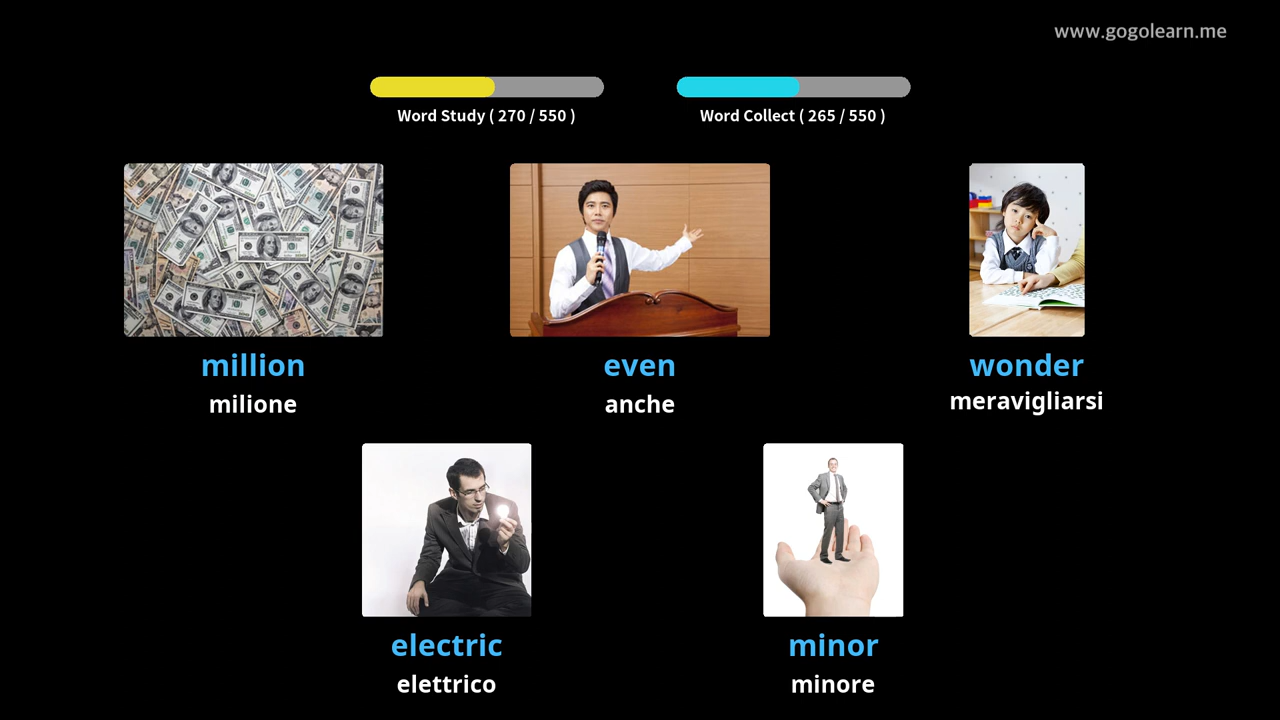 www.gogolearn.me
Word Study ( 270 / 550 )
Word Collect ( 265 / 550 )
million
milione
even
anche
wonder
meravigliarsi
electric
elettrico
minor
minore